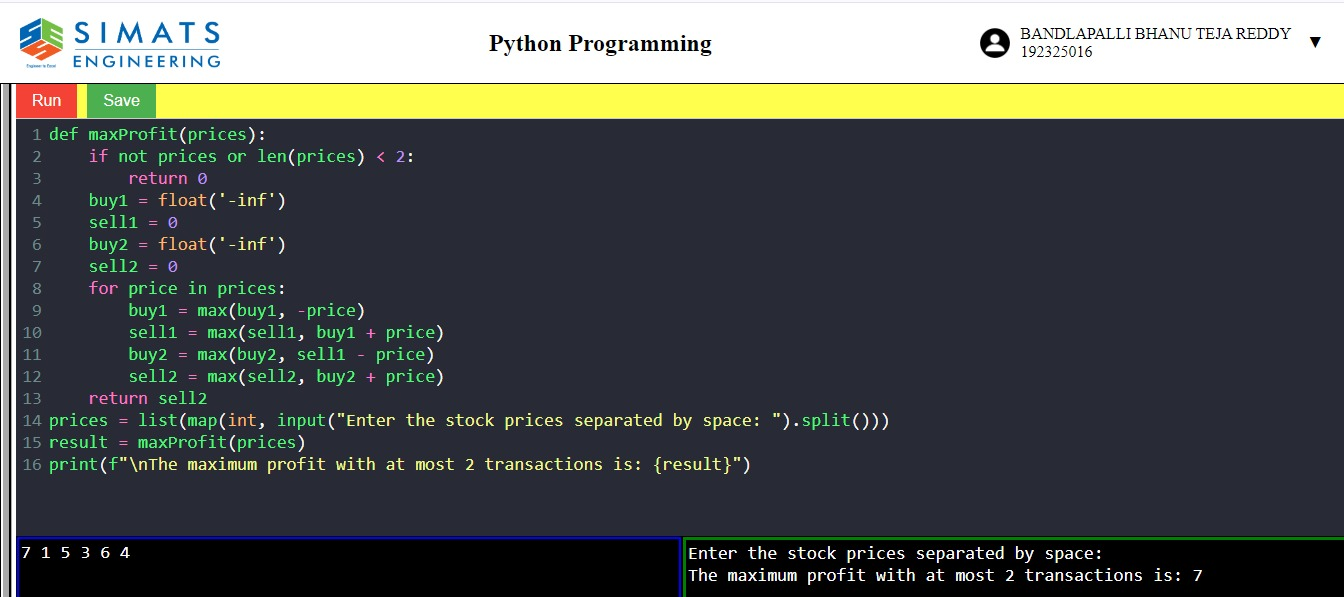 SIMATS
ENGINEERING
Engineer to Excel
Python Programming
BANDLAPALLI BHANU TEJA REDDY
192325016
Run Save
1 def maxProfit(prices):
2     if not prices or len(prices) < 2:
3         return 0
4     buy1 = float('-inf')
5     sell1 = 0
6     buy2 = float('-inf')
7     sell2 = 0
8     for price in prices:
9         buy1 = max(buy1, -price)
10         sell1 = max(sell1, buy1 + price)
11         buy2 = max(buy2, sell1 - price)
12         sell2 = max(sell2, buy2 + price)
13     return sell2
14 prices = list(map(int, input("Enter the stock prices separated by space: ").split()))
15 result = maxProfit(prices)
16 print(f"\nThe maximum profit with at most 2 transactions is: {result}")
7 1 5 3 6 4
Enter the stock prices separated by space:
The maximum profit with at most 2 transactions is: 7